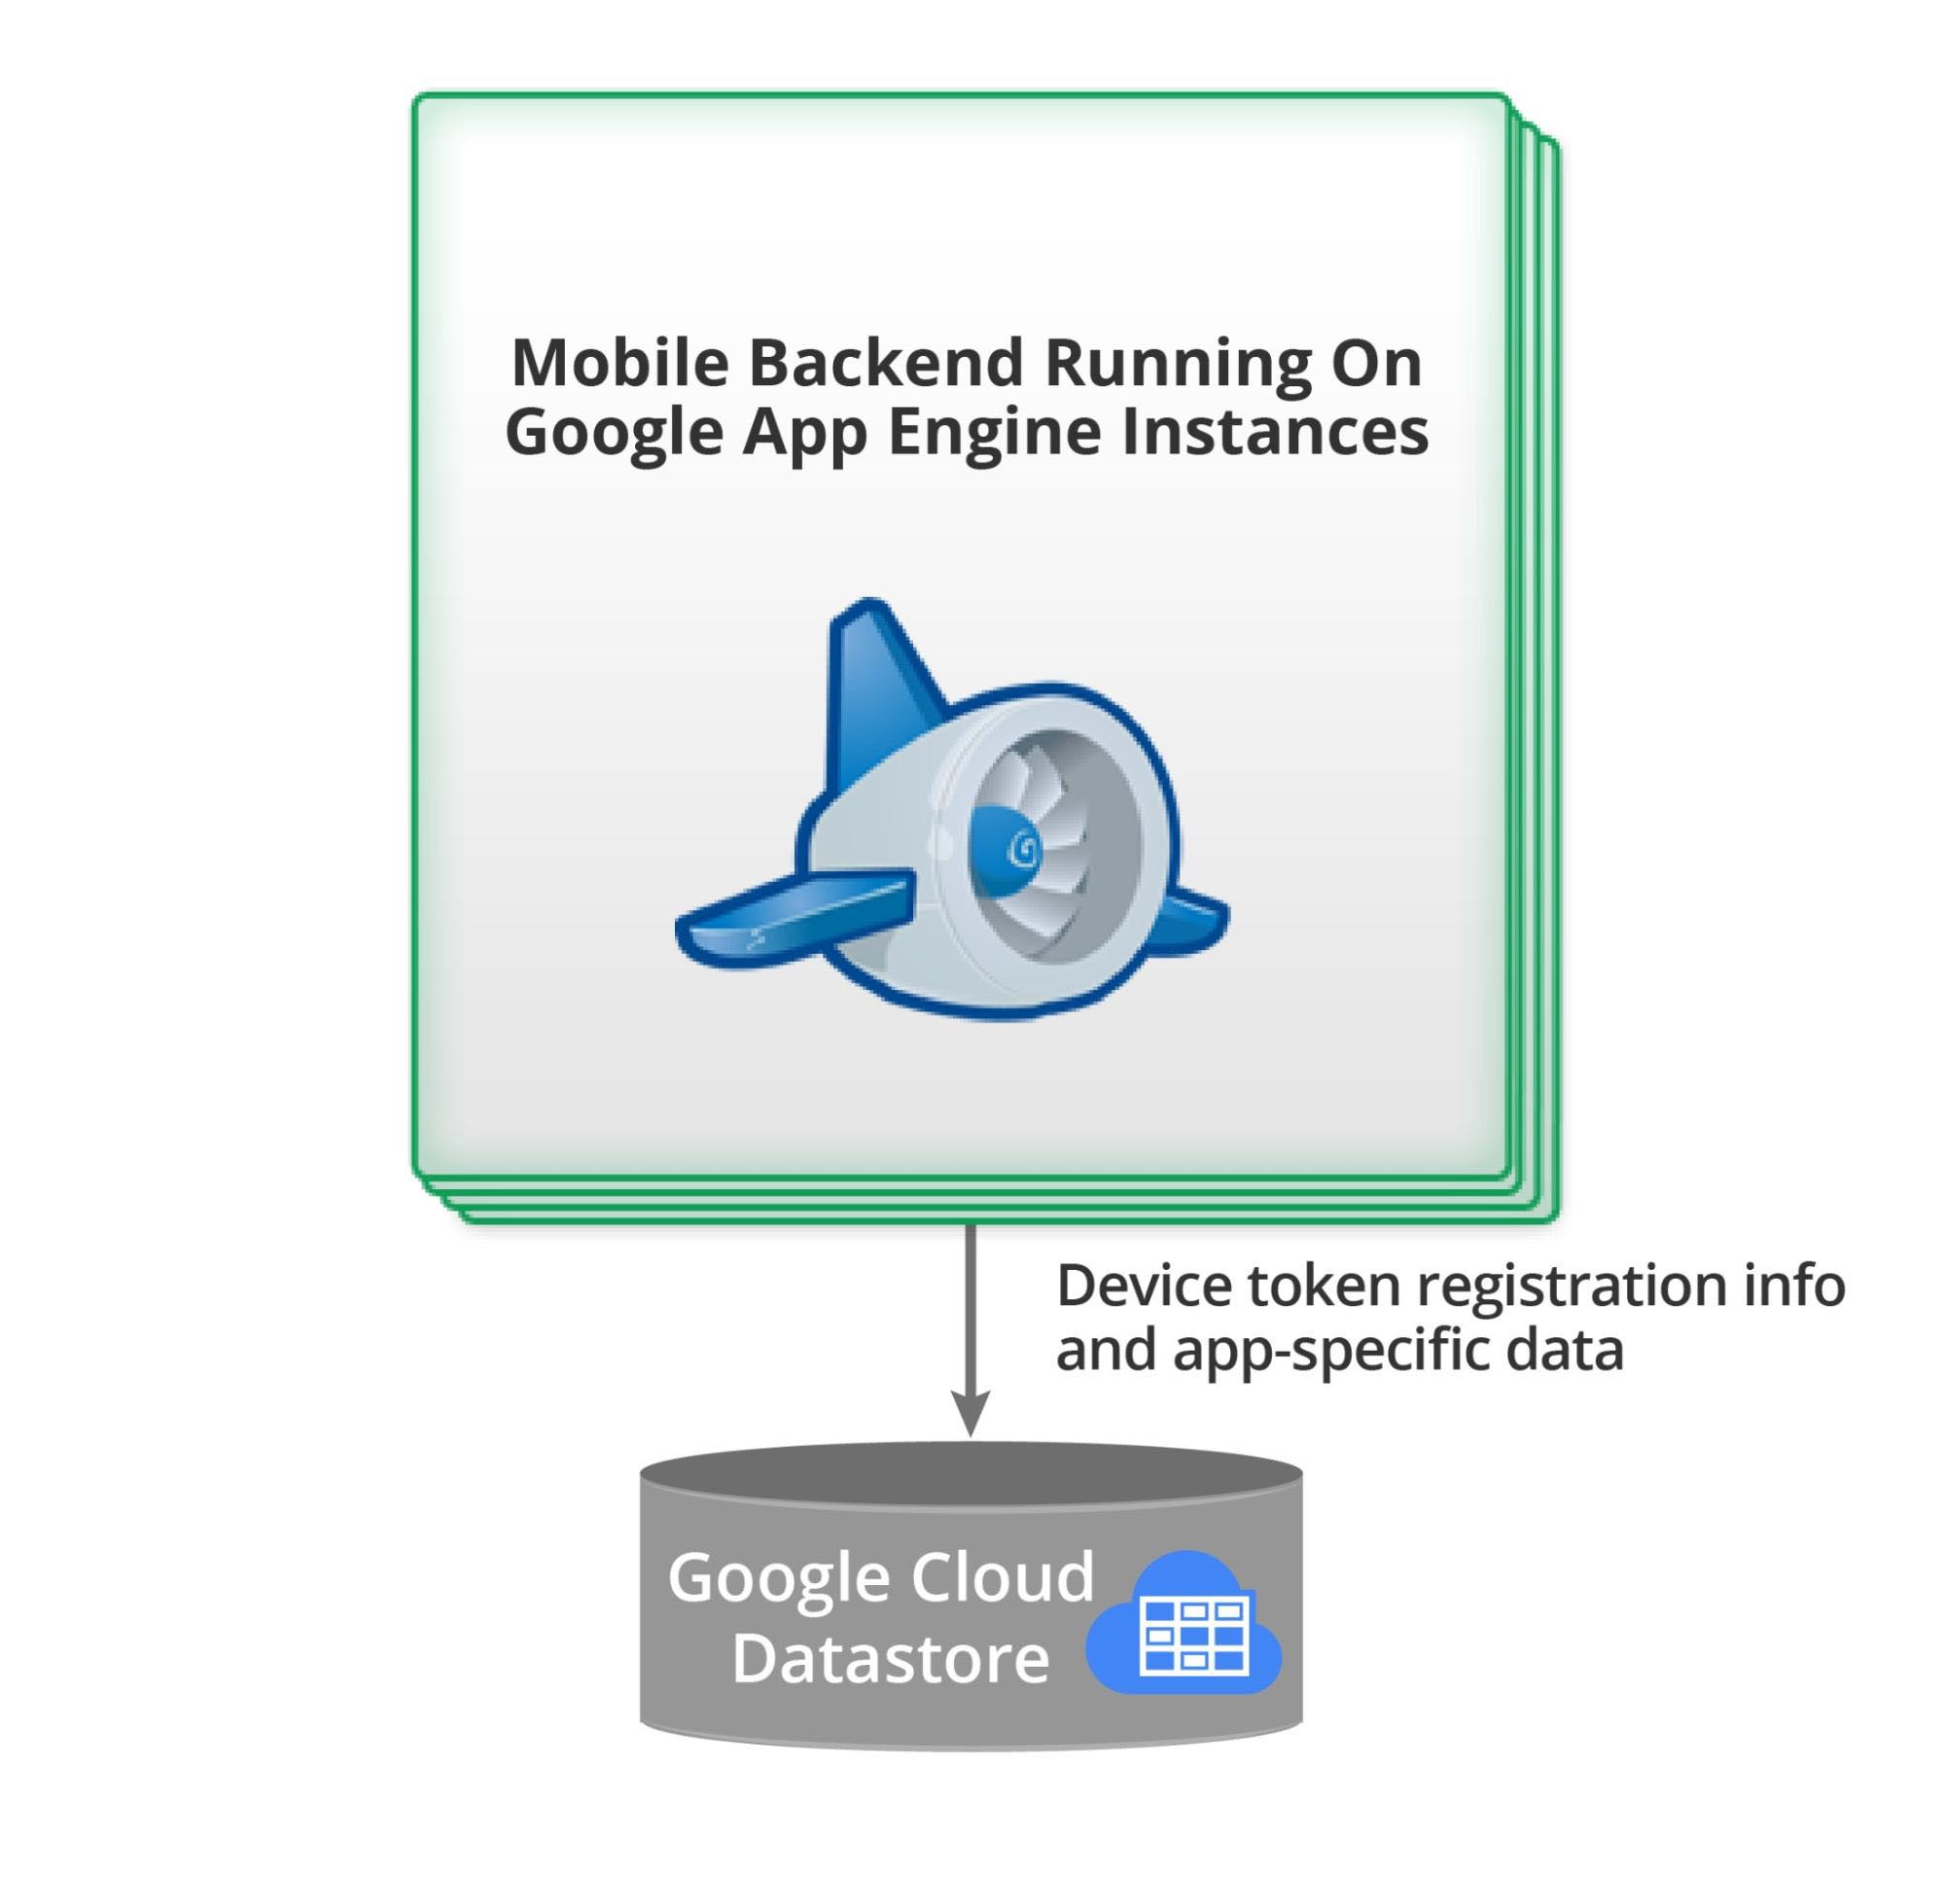 Mobile Backend Running On
Google App Engine Instances
Device token registration info
and app-specific data
Google Cloud
Datastore